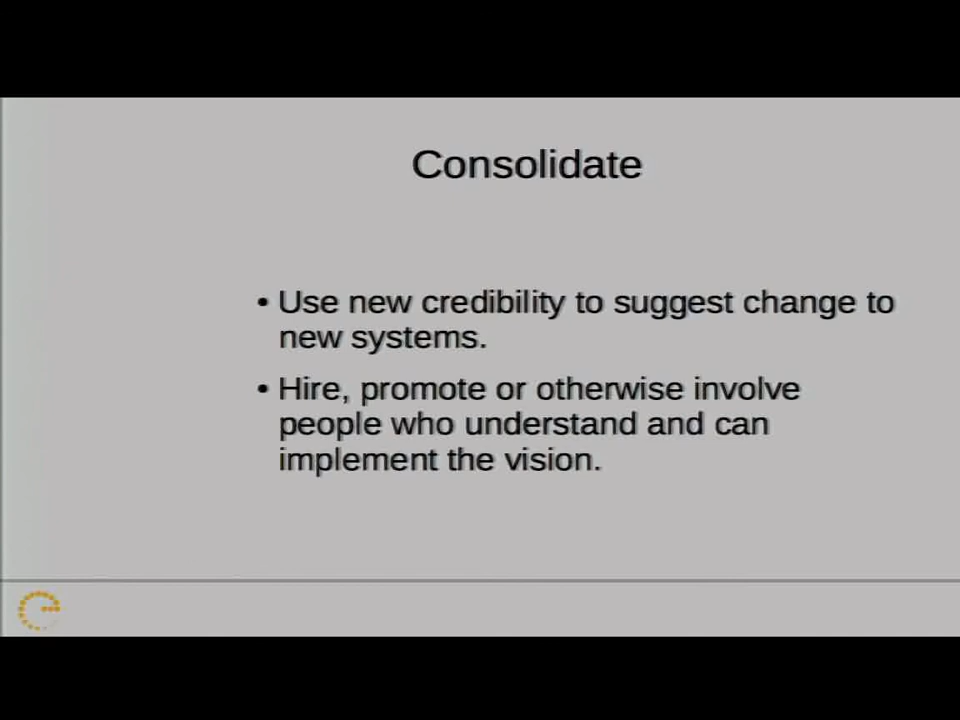 Consolidate
• Use new credibility to suggest change to
new systems.
• Hire, promote or otherwise involve
people who understand and can
implement the vision.